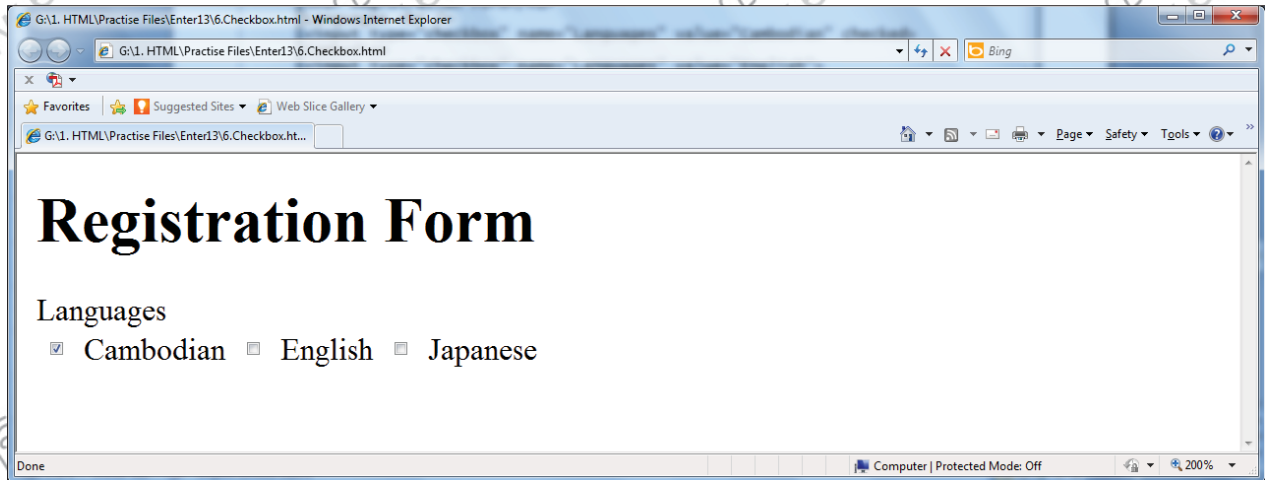 G:\1. HTML\Practise Files\Enter13\6.Checkbox.html - Windows Internet Explorer
G:\1. HTML\Practise Files\Enter13\6.Checkbox.html
Bing
x
Favorites
Suggested Sites
Web Slice Gallery
G:\1. HTML\Practise Files\Enter13\6.Checkbox.ht...
Page Safety Tools
Registration Form
Languages
Cambodian English Japanese
Done
Computer | Protected Mode: Off
200%